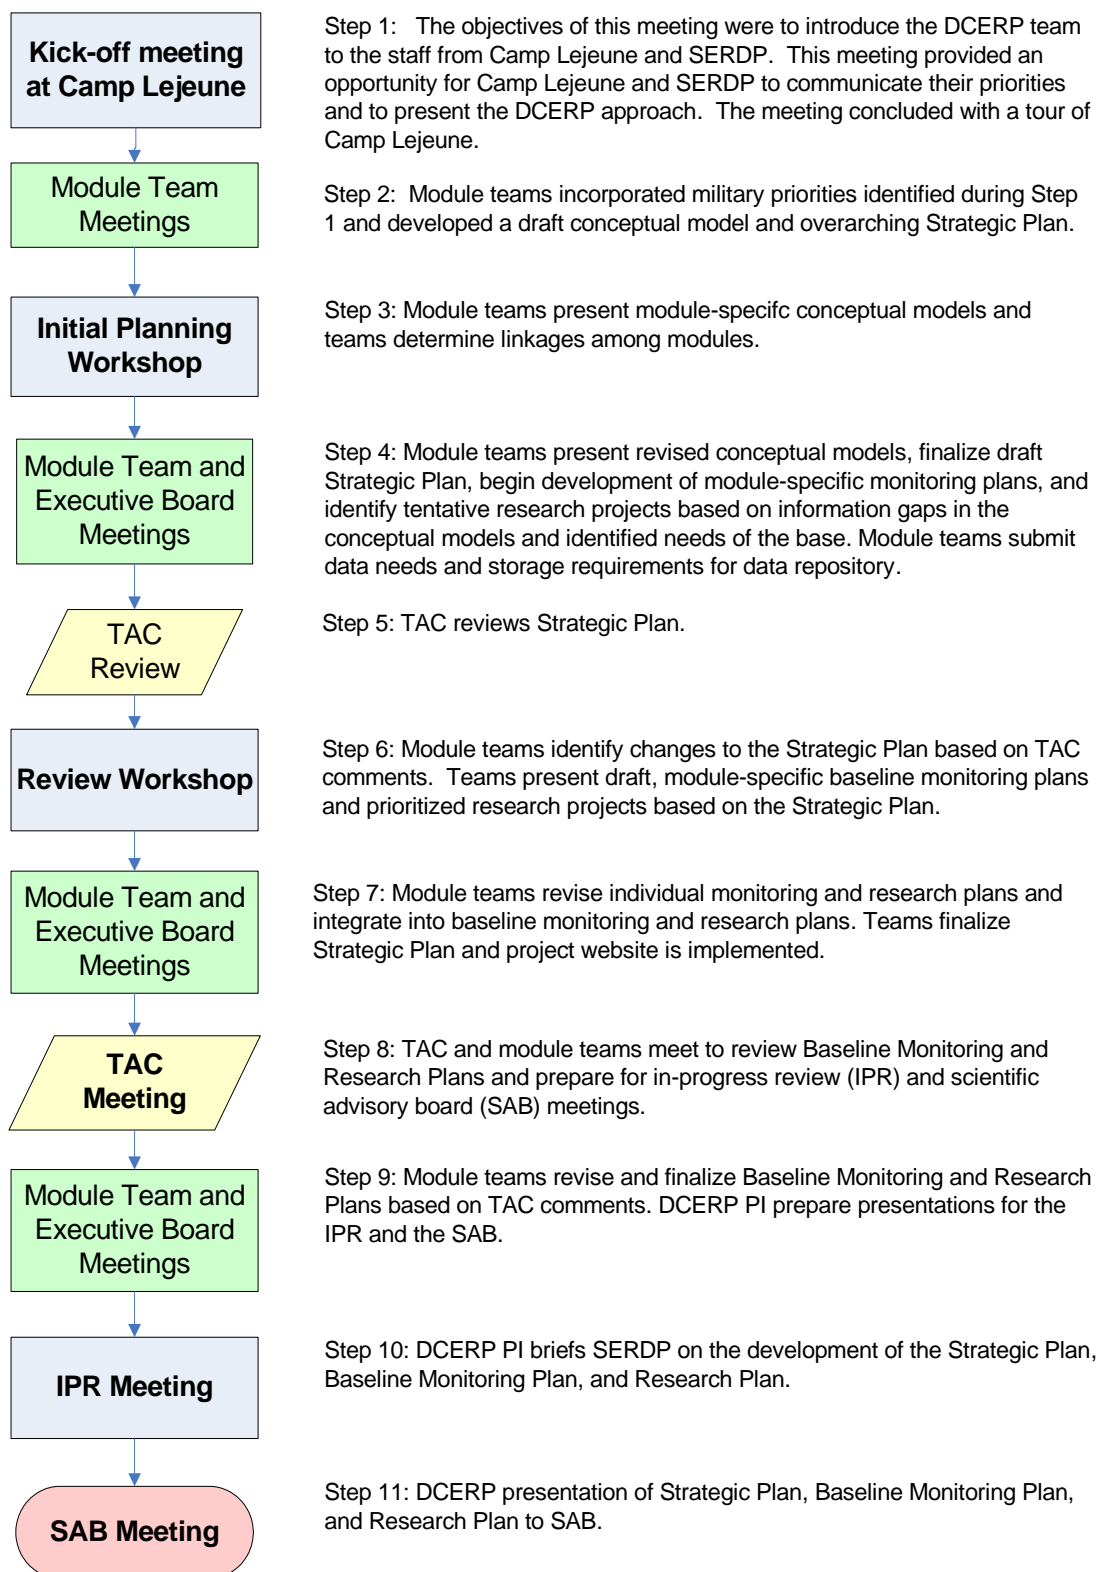 Kick-off meeting
at Camp Lejeune
Step 1:   The objectives of this meeting were to introduce the DCERP team
to the staff from Camp Lejeune and SERDP.  This meeting provided an
opportunity for Camp Lejeune and SERDP to communicate their priorities
and to present the DCERP approach.  The meeting concluded with a tour of
Camp Lejeune.
Module Team
Meetings
Step 2:  Module teams incorporated military priorities identified during Step
1 and developed a draft conceptual model and overarching Strategic Plan.
Initial Planning
Workshop
Step 3: Module teams present module-specifc conceptual models and
teams determine linkages among modules.
Module Team and
Executive Board
Meetings
Step 4: Module teams present revised conceptual models, finalize draft
Strategic Plan, begin development of module-specific monitoring plans, and
identify tentative research projects based on information gaps in the
conceptual models and identified needs of the base. Module teams submit
data needs and storage requirements for data repository.
TAC
Review
Step 5: TAC reviews Strategic Plan.
Review Workshop
Step 6: Module teams identify changes to the Strategic Plan based on TAC
comments.  Teams present draft, module-specific baseline monitoring plans
and prioritized research projects based on the Strategic Plan.
Module Team and
Executive Board
Meetings
Step 7: Module teams revise individual monitoring and research plans and
integrate into baseline monitoring and research plans. Teams finalize
Strategic Plan and project website is implemented.
TAC
Meeting
Step 8: TAC and module teams meet to review Baseline Monitoring and
Research Plans and prepare for in-progress review (IPR) and scientific
advisory board (SAB) meetings.
Module Team and
Executive Board
Meetings
Step 9: Module teams revise and finalize Baseline Monitoring and Research
Plans based on TAC comments. DCERP PI prepare presentations for the
IPR and the SAB.
IPR Meeting
Step 10: DCERP PI briefs SERDP on the development of the Strategic Plan,
Baseline Monitoring Plan, and Research Plan.
SAB Meeting
Step 11: DCERP presentation of Strategic Plan, Baseline Monitoring Plan,
and Research Plan to SAB.